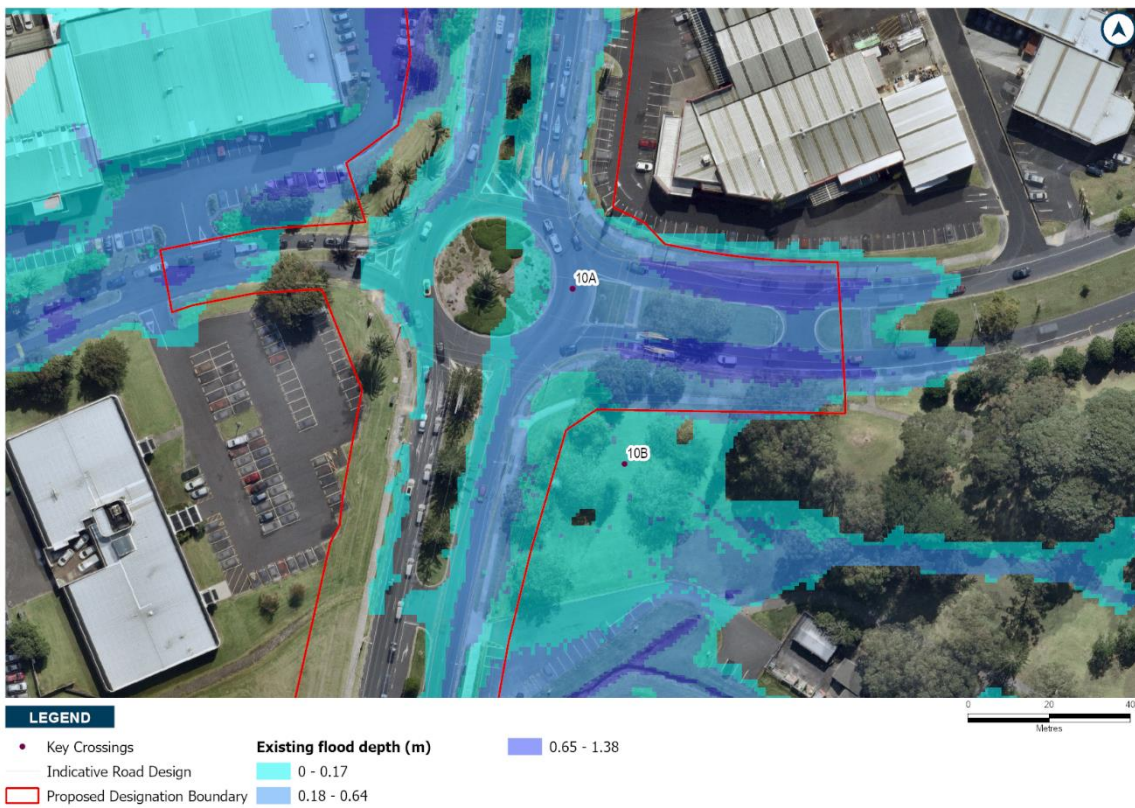 10A
10B
LEGEND
Key Crossings
Indicative Road Design
Proposed Designation Boundary
Existing flood depth (m)
0 - 0.17
0.18 - 0.64
0.65 - 1.38
0 20 40
Metres